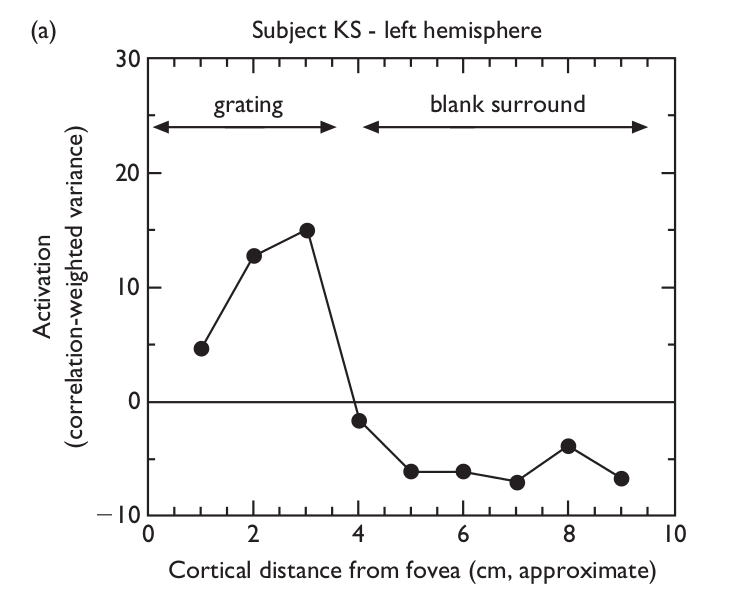 (a)
Subject KS - left hemisphere
30
grating
blank surround
20
10
0
–10
Activation
(correlation-weighted variance)
0 2 4 6 8 10
Cortical distance from fovea (cm, approximate)